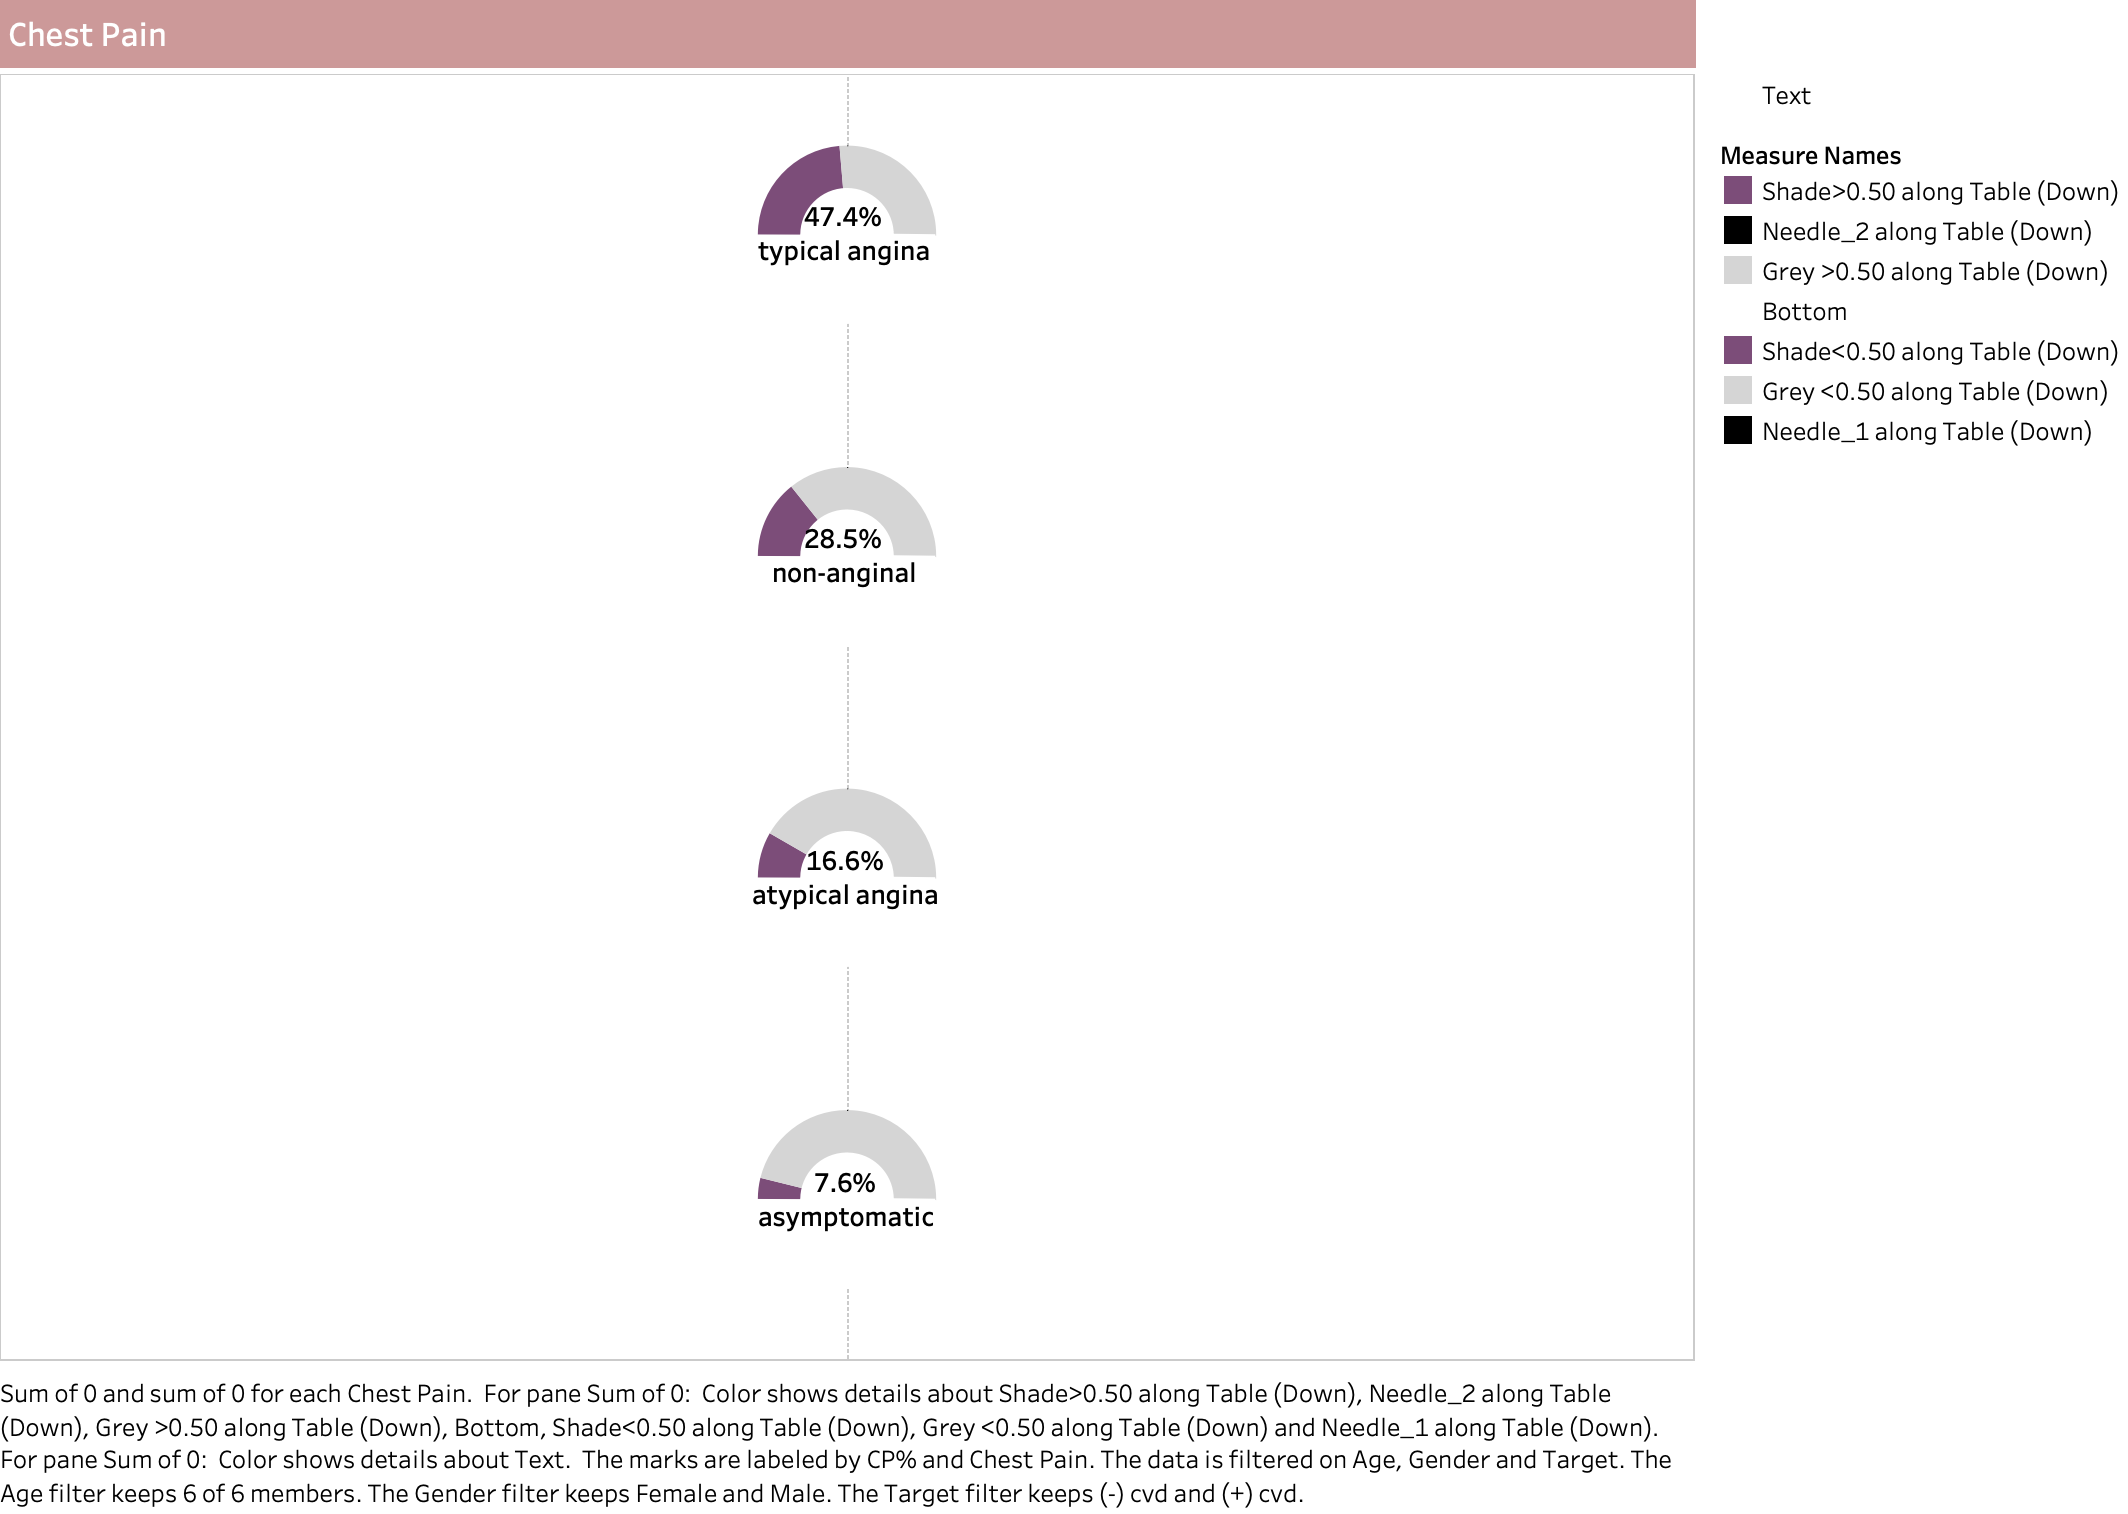 Chest Pain
47.4%
typical angina
28.5%
non-anginal
16.6%
atypical angina
7.6%
asymptomatic
Text
Measure Names
Shade>0.50 along Table (Down)
Needle_2 along Table (Down)
Grey >0.50 along Table (Down)
Bottom
Shade<0.50 along Table (Down)
Grey <0.50 along Table (Down)
Needle_1 along Table (Down)
Sum of 0 and sum of 0 for each Chest Pain.  For pane Sum of 0:  Color shows details about Shade>0.50 along Table (Down), Needle_2 along Table
(Down), Grey >0.50 along Table (Down), Bottom, Shade<0.50 along Table (Down), Grey <0.50 along Table (Down) and Needle_1 along Table (Down).
For pane Sum of 0:  Color shows details about Text.  The marks are labeled by CP% and Chest Pain. The data is filtered on Age, Gender and Target. The
Age filter keeps 6 of 6 members. The Gender filter keeps Female and Male. The Target filter keeps (-) cvd and (+) cvd.